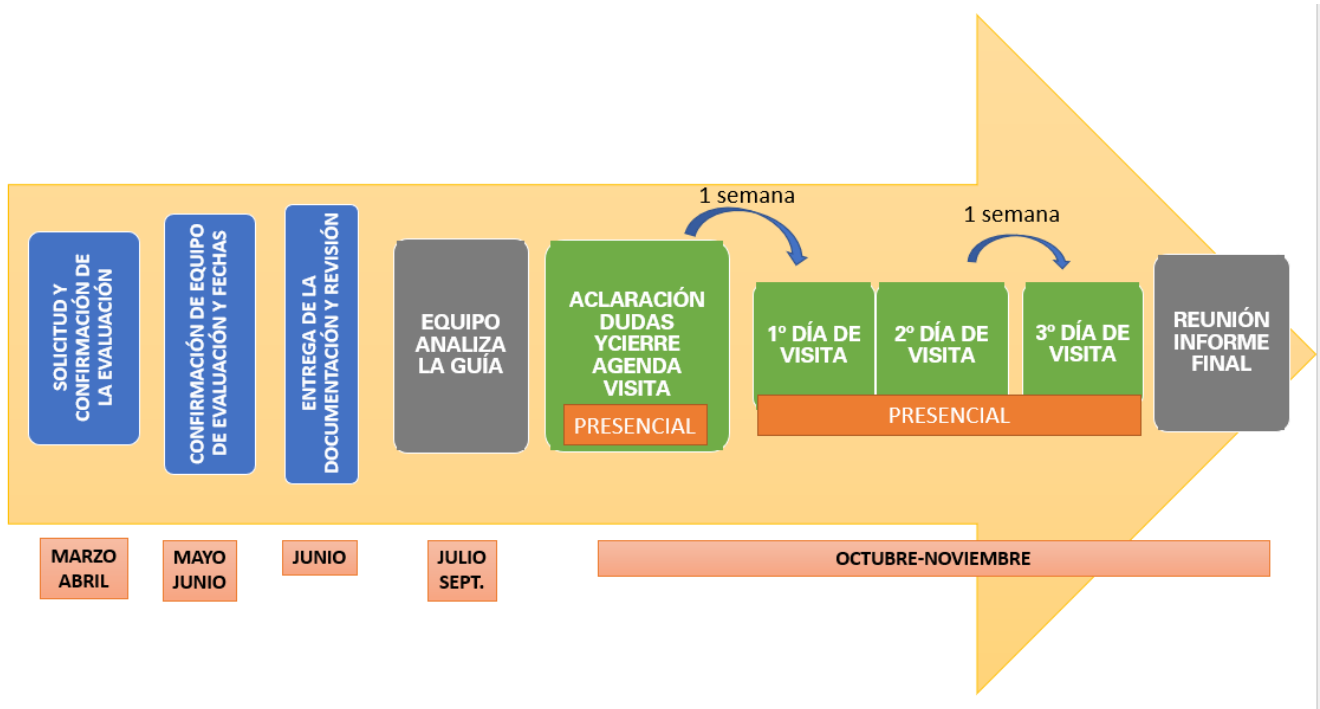 SOLICITUD Y
CONFIRMACIÓN DE
LA EVALUACIÓN
CONFIRMACIÓN DE EQUIPO
DE EVALUACIÓN Y FECHAS
ENTREGA DE LA
DOCUMENTACIÓN Y REVISIÓN
EQUIPO
ANALIZA
LA GUÍA
ACLARACIÓN
DUDAS
YCIERRE
AGENDA
VISITA
PRESENCIAL
1 semana
1º DÍA DE
VISITA
2º DÍA DE
VISITA
1 semana
3º DÍA DE
VISITA
PRESENCIAL
REUNIÓN
INFORME
FINAL
MARZO
ABRIL
MAYO
JUNIO
JUNIO
JULIO
SEPT.
OCTUBRE-NOVIEMBRE